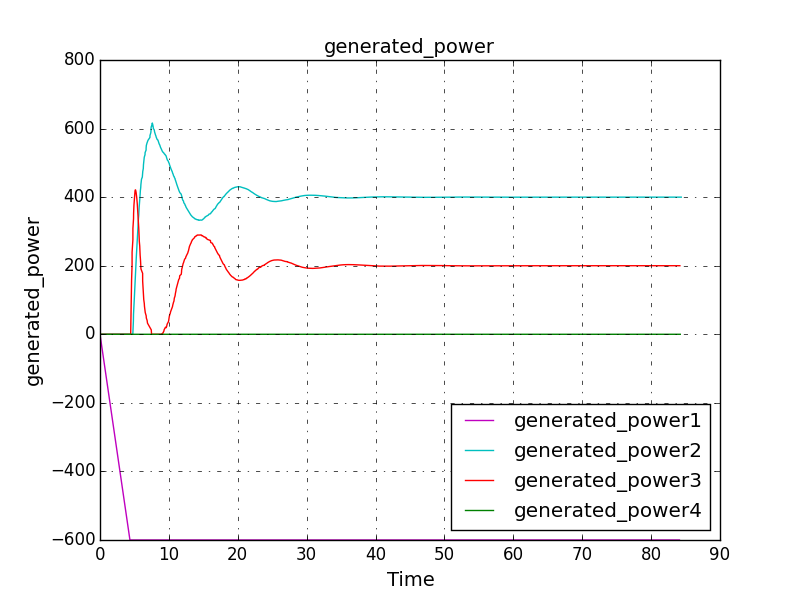 generated_power
800
600
400
200
0
−200
−400
−600
generated_power
0 10 20 30 40 50 60 70 80 90
Time
generated_power1
generated_power2
generated_power3
generated_power4